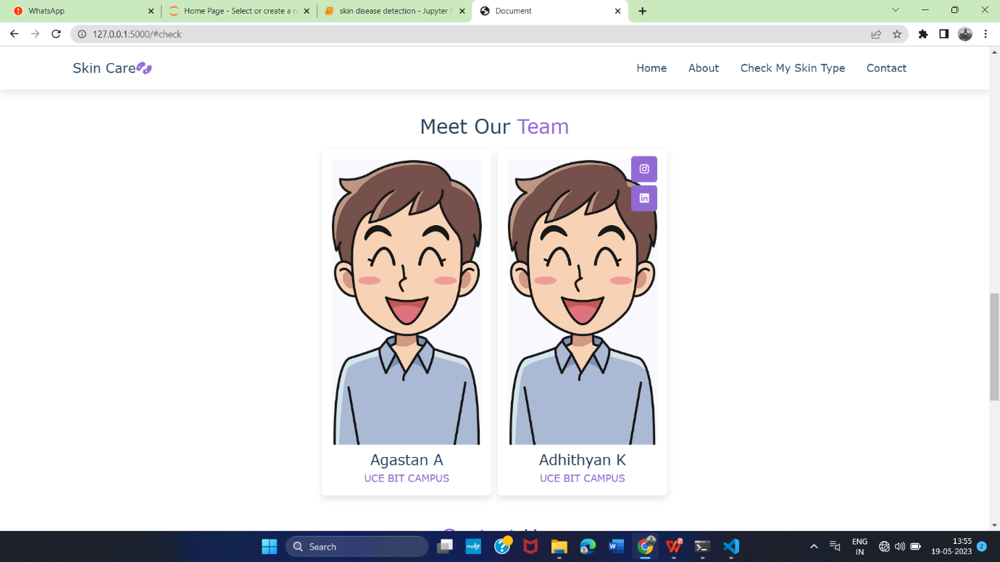 WhatsApp
Home Page - Select or create a n
skin disease detection - Jupyter N
Document
127.0.0.1:5000/#check
Skin Care
Home
About
Check My Skin Type
Contact
Meet Our Team
Agastan A
UCE BIT CAMPUS
Adhithyan K
UCE BIT CAMPUS
Search
myhp
ENG
IN
13:55
19-05-2023
2